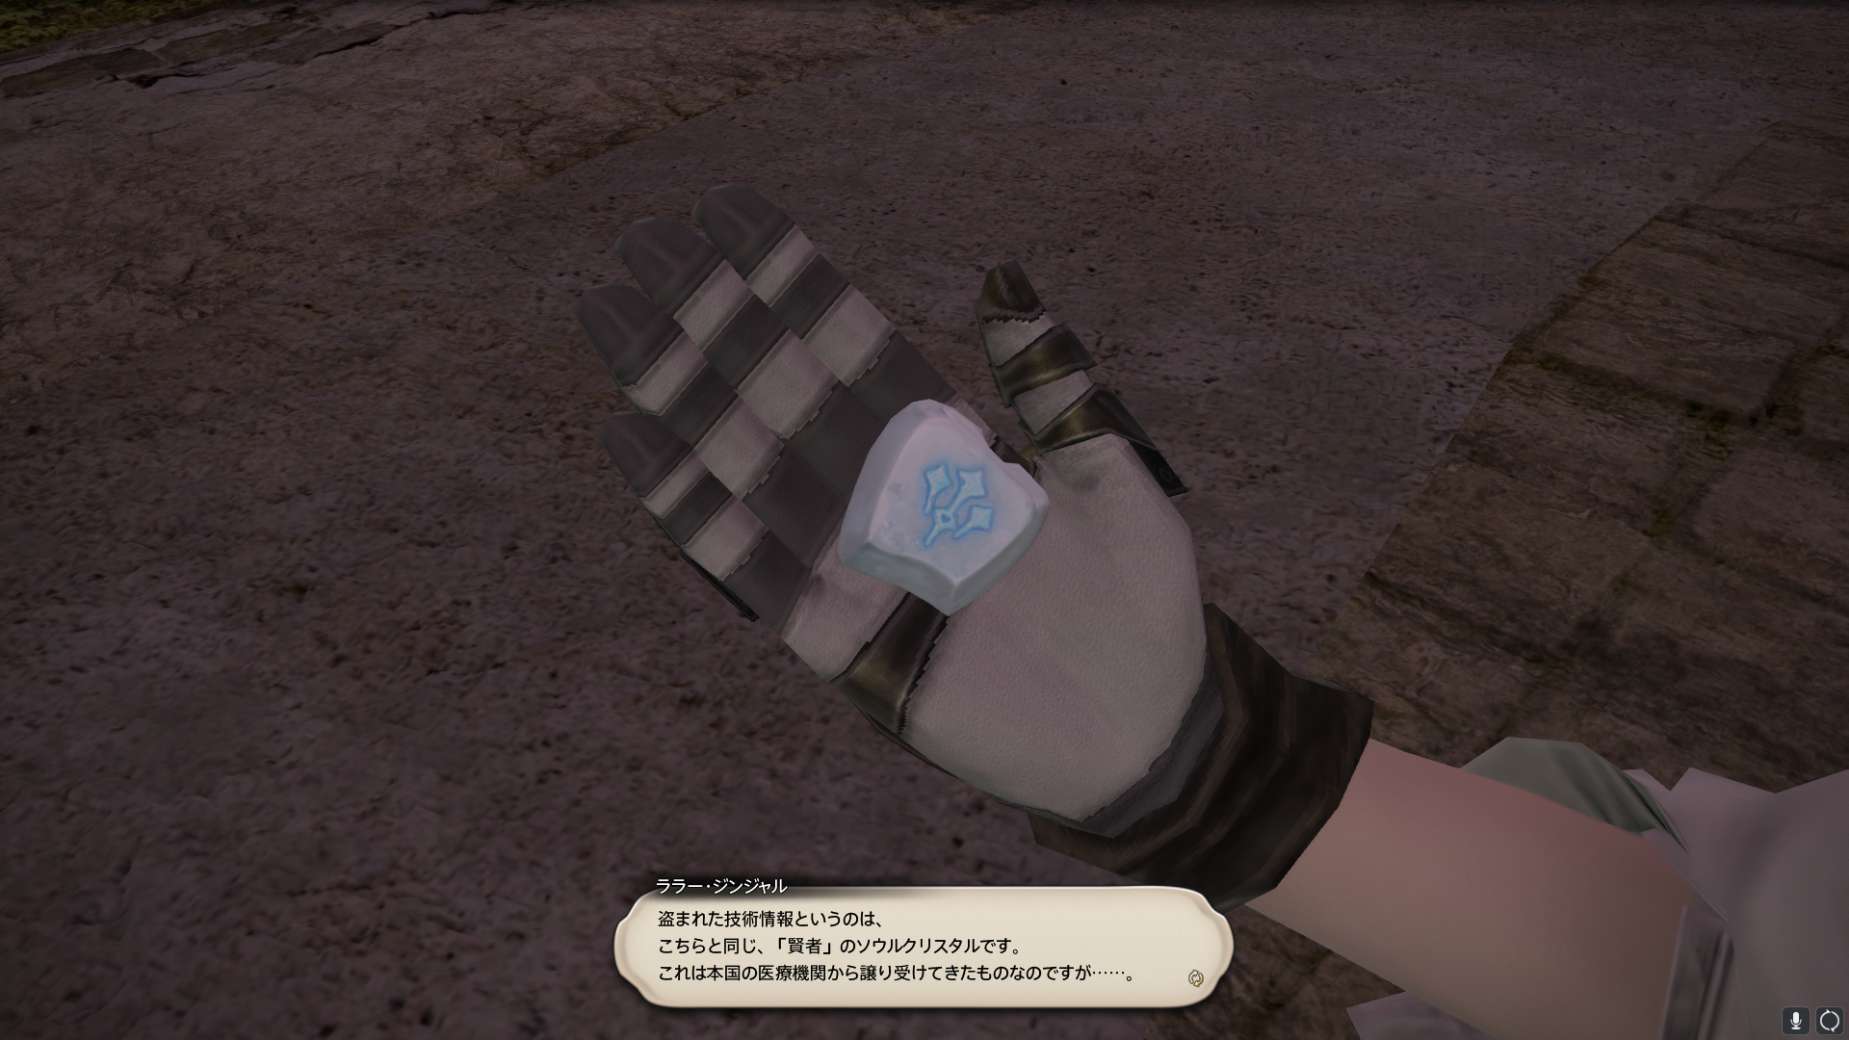 ララー・ジンジャル
盗まれた技術情報というのは、
こちらと同じ、「賢者」のソウルクリスタルです。
これは本国の医療機関から譲り受けてきたものなのですが……。